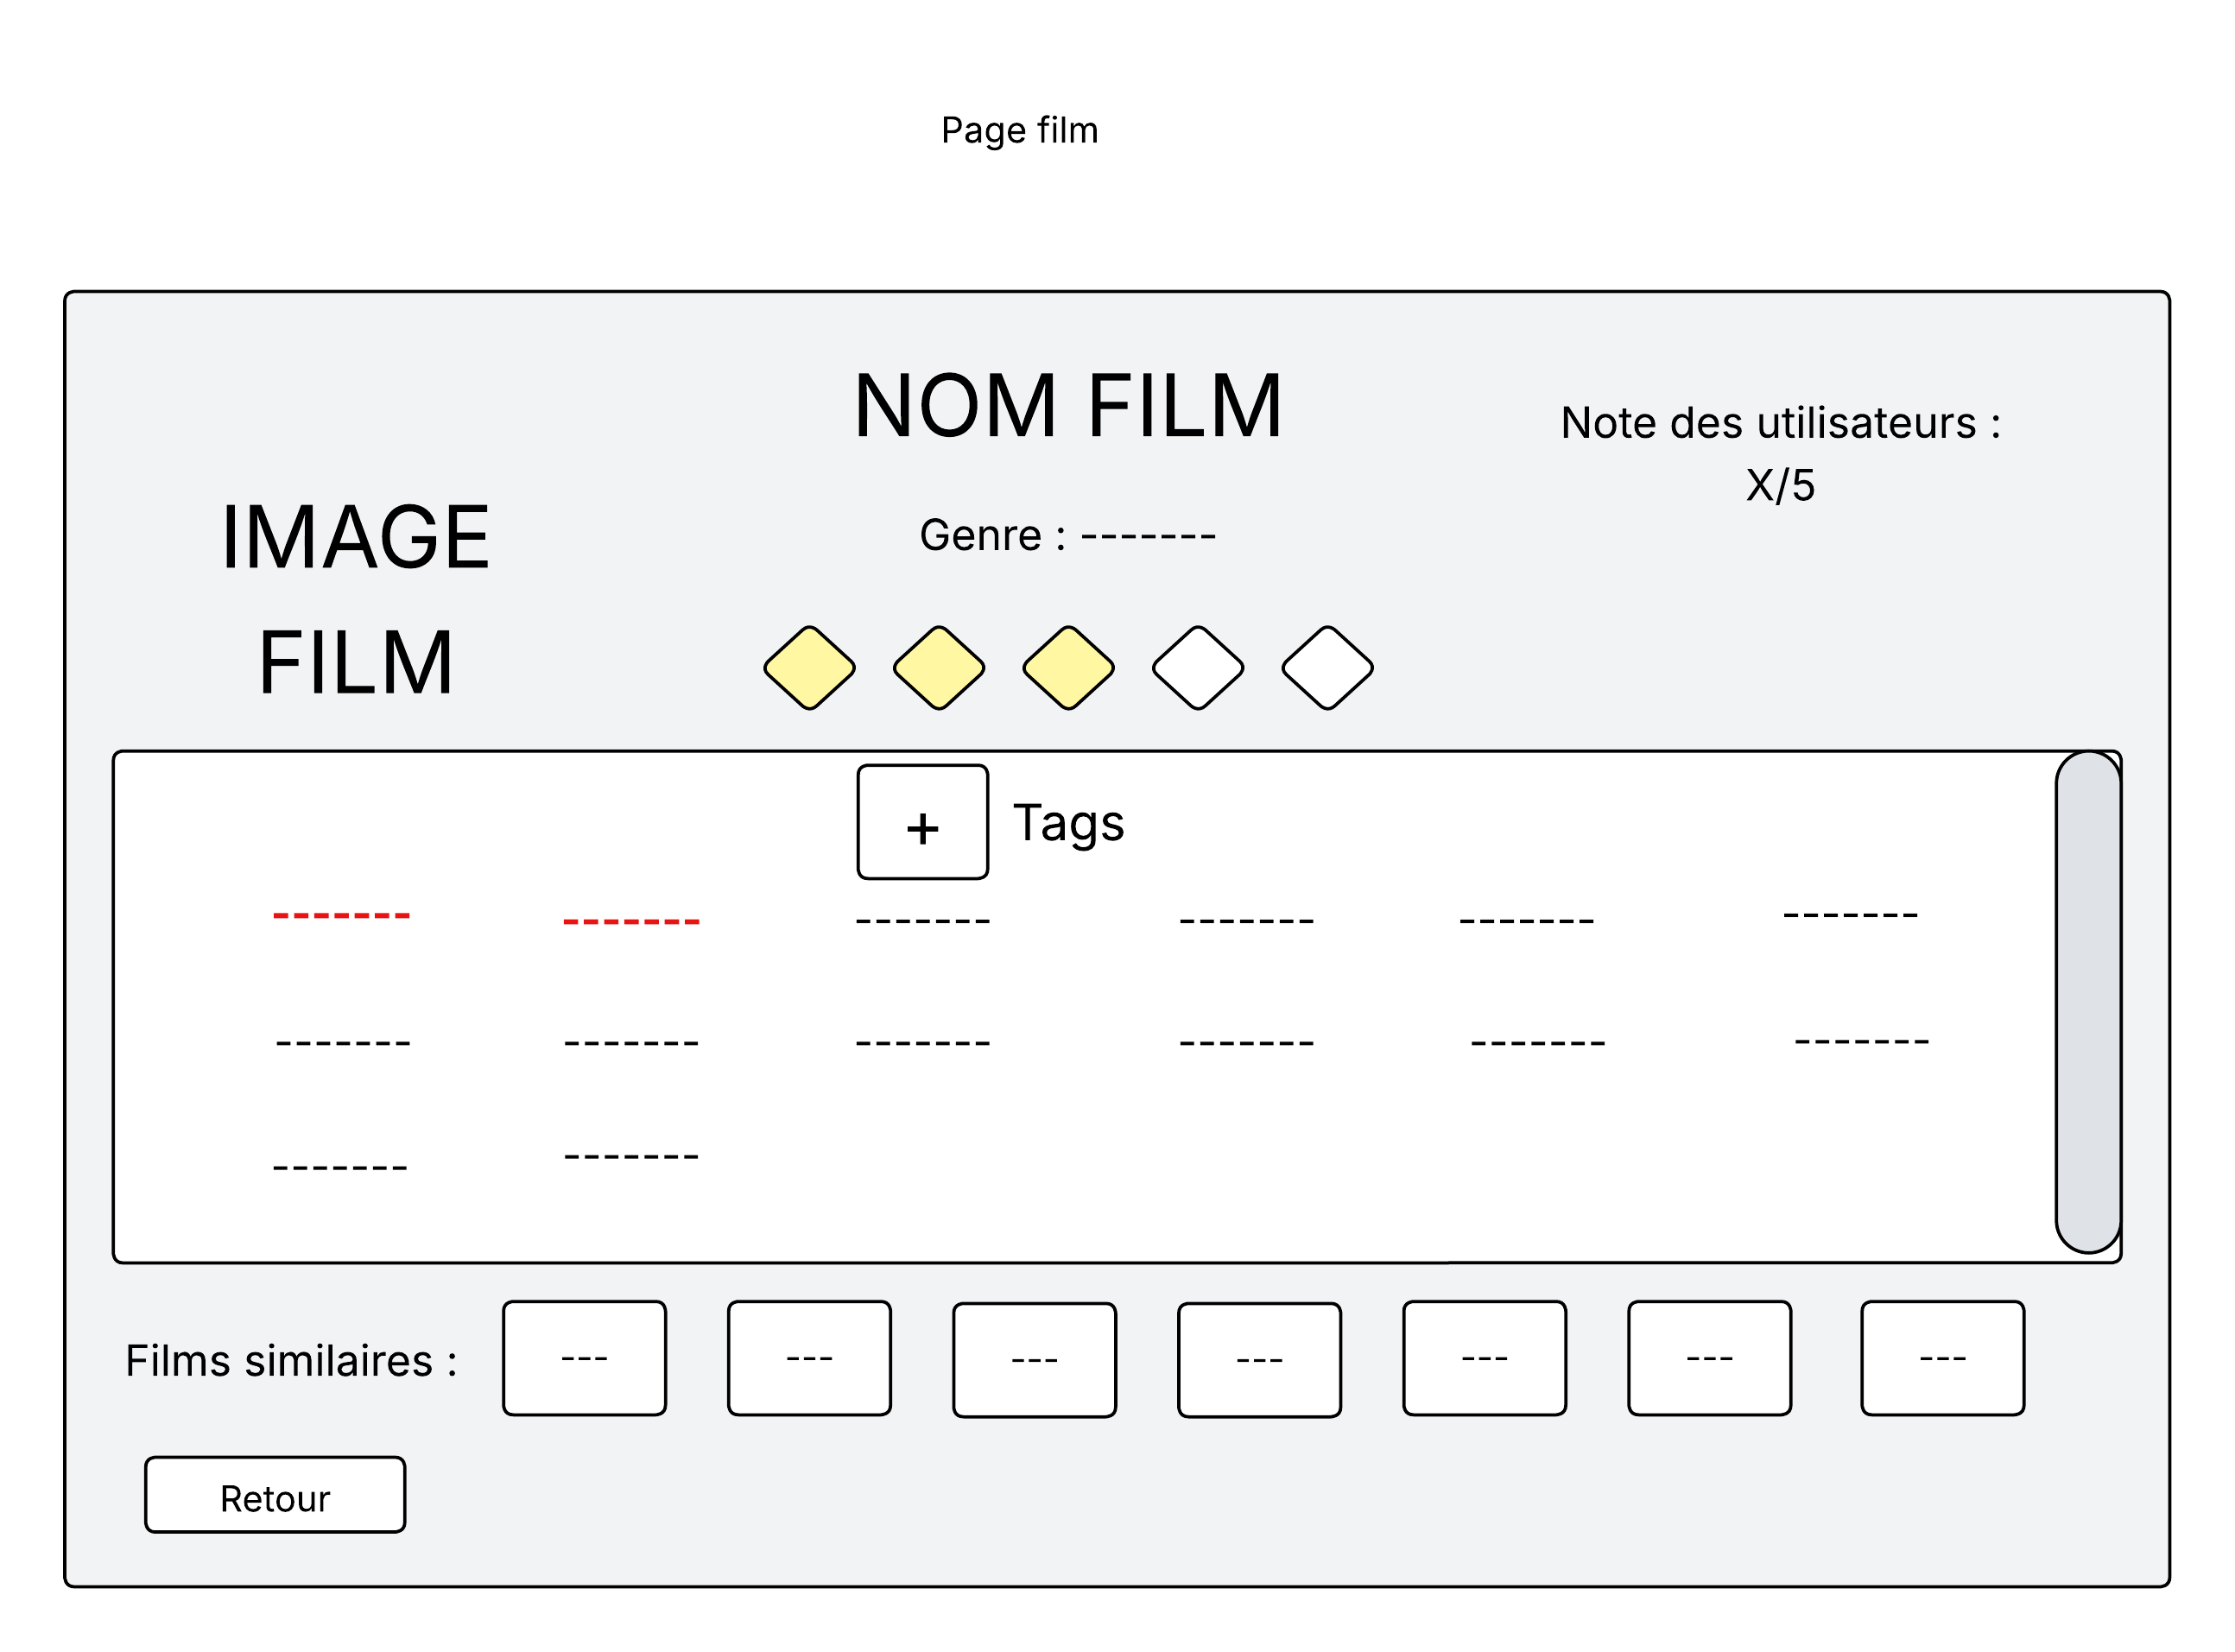 Page film
NOM FILM
Note des utilisateurs :
X/5
IMAGE
FILM
Genre : -------
+ Tags
------- ------- ------- ------- ------- -------
------- ------- ------- ------- ------- -------
------- -------
Films similaires : --- --- --- --- --- --- ---
Retour